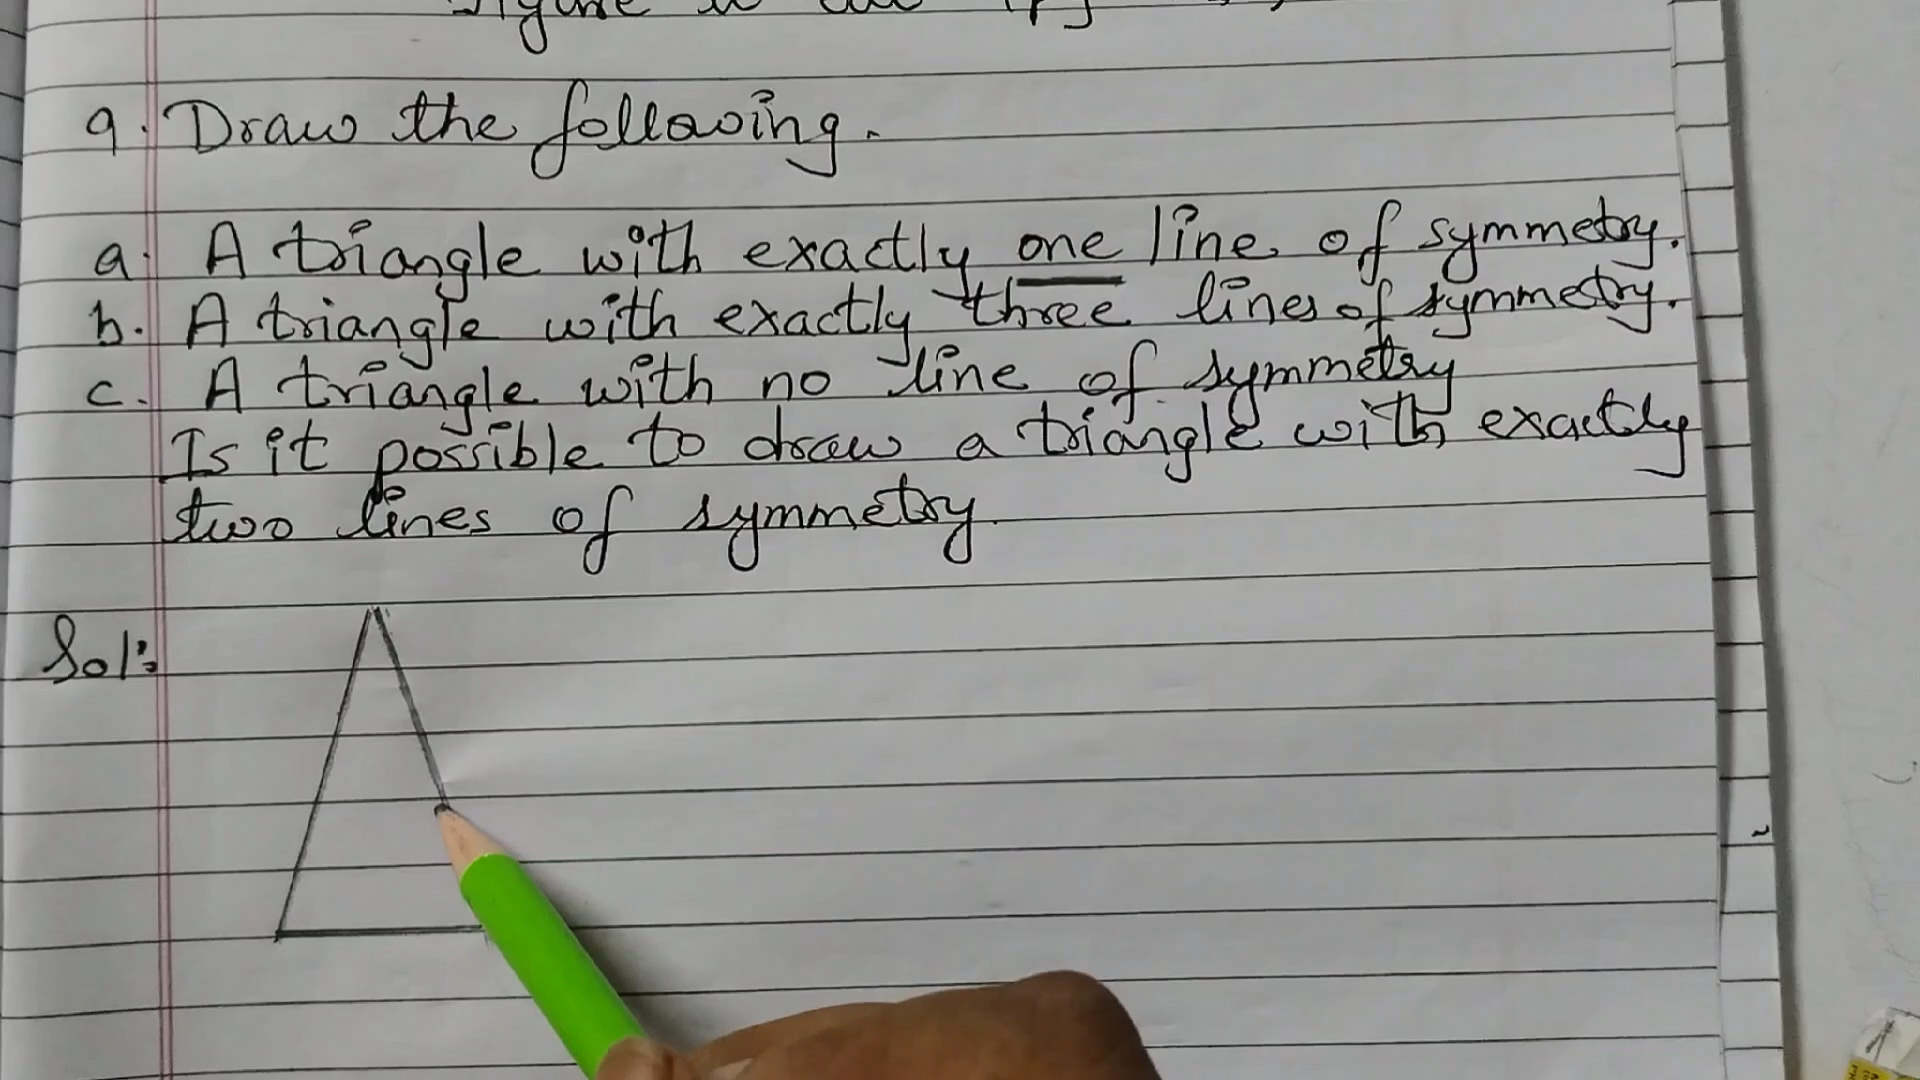 9. Draw the following.
a. A triangle with exactly one line of symmetry.
b. A triangle with exactly three lines of symmetry.
c. A triangle with no line of symmetry
Is it possible to draw a triangle with exactly
two lines of symmetry
Sol: